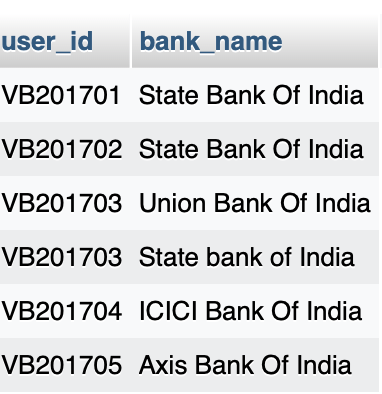 user_id bank_name
VB201701 State Bank Of India
VB201702 State Bank Of India
VB201703 Union Bank Of India
VB201703 State bank of India
VB201704 ICICI Bank Of India
VB201705 Axis Bank Of India